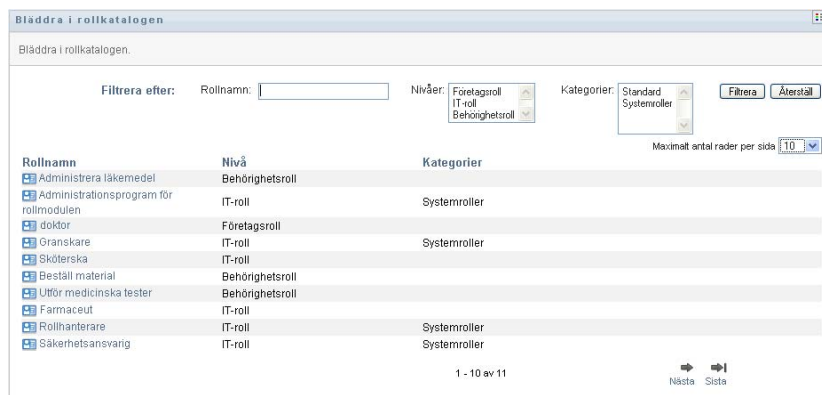 Bläddra i rollkatalogen
Bläddra i rollkatalogen.
Filtrera efter: Rollnamn: Nivåer: Företagsroll IT-roll Behörighetsroll Kategorier: Standard Systemroller Filtrera Återställ
Maximalt antal rader per sida 10
Rollnamn Nivå Kategorier
Administrera läkemedel Behörighetsroll
Administrationsprogram för
rollmodulen IT-roll Systemroller
doktor Företagsroll
Granskare IT-roll Systemroller
Sköterska IT-roll
Beställ material Behörighetsroll
Utför medicinska tester Behörighetsroll
Farmaceut IT-roll
Rollhanterare IT-roll Systemroller
Säkerhetsansvarig IT-roll Systemroller
1 - 10 av 11
Nästa Sista